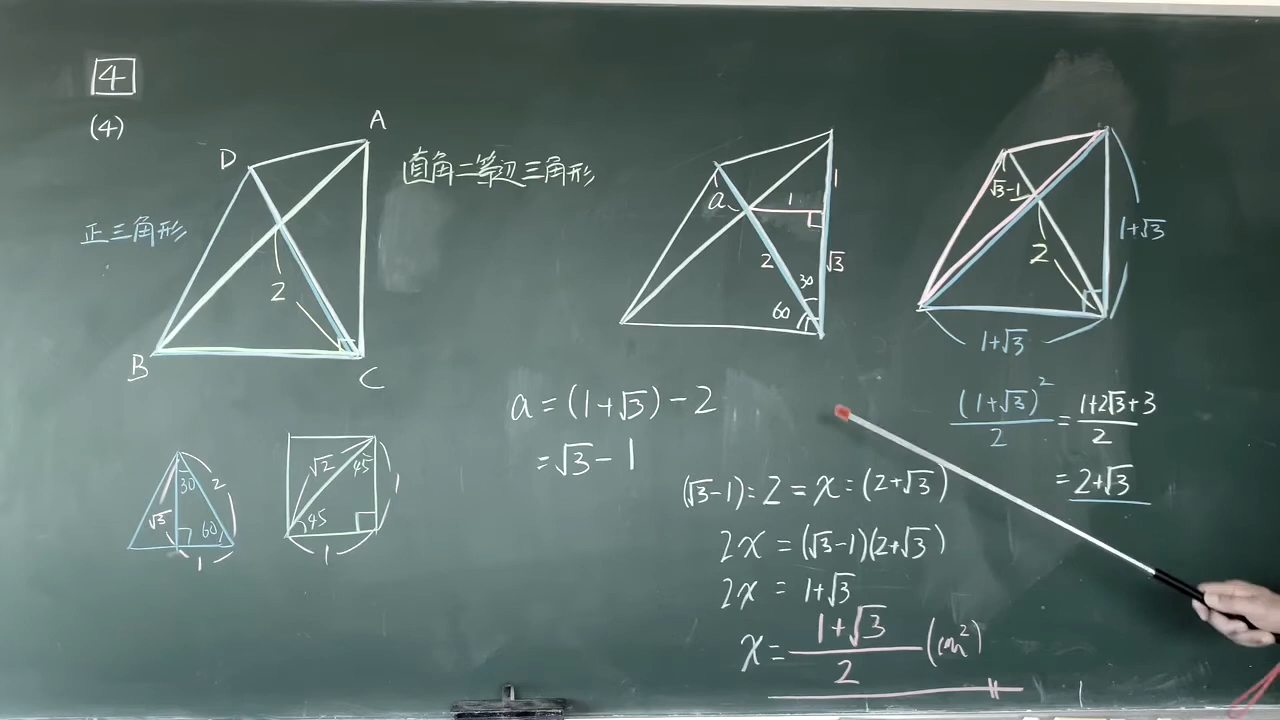 4
(4)
A
D
直角二等辺三角形
正三角形
2
B
C
a
1
1
2
√3
30
60
√3-1
2
1+√3
1+√3
a=(1+√3)-2
=√3-1
(1+√3)²/2=(1+2√3+3)/2
=2+√3
30
2
√3
60
1
√2
45
45
1
1
(√3-1):2=x:(2+√3)
2x=(√3-1)(2+√3)
2x=1+√3
x=(1+√3)/2(cm²)